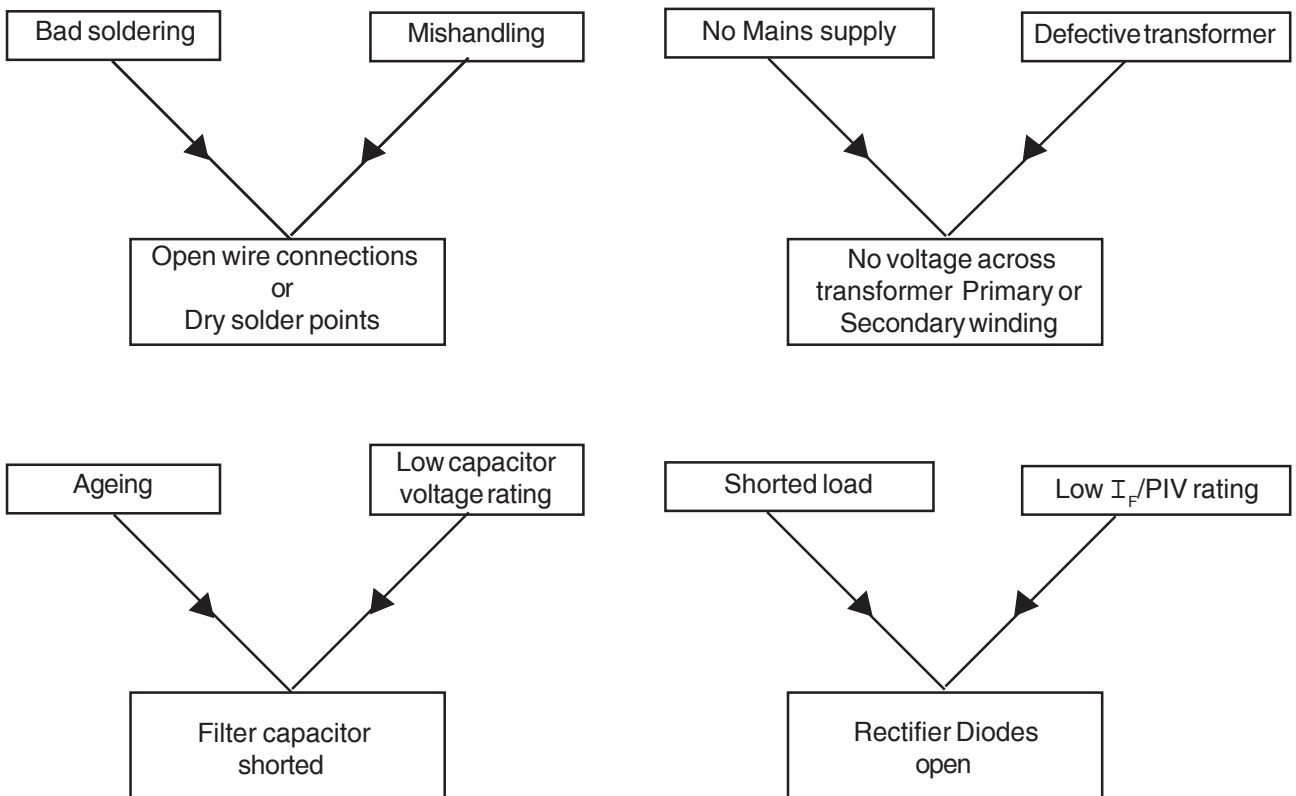 Bad soldering
Mishandling
No Mains supply
Defective transformer
Open wire connections
or
Dry solder points
No voltage across
transformer Primary or
Secondary winding
Ageing
Low capacitor
voltage rating
Shorted load
Low I_F/PIV rating
Filter capacitor
shorted
Rectifier Diodes
open